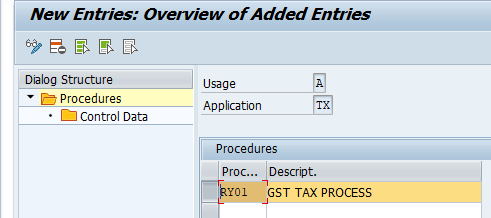 New Entries: Overview of Added Entries
Dialog Structure
Procedures
Control Data
Usage A
Application TX
Procedures
Proc... Descript.
RY01 GST TAX PROCESS